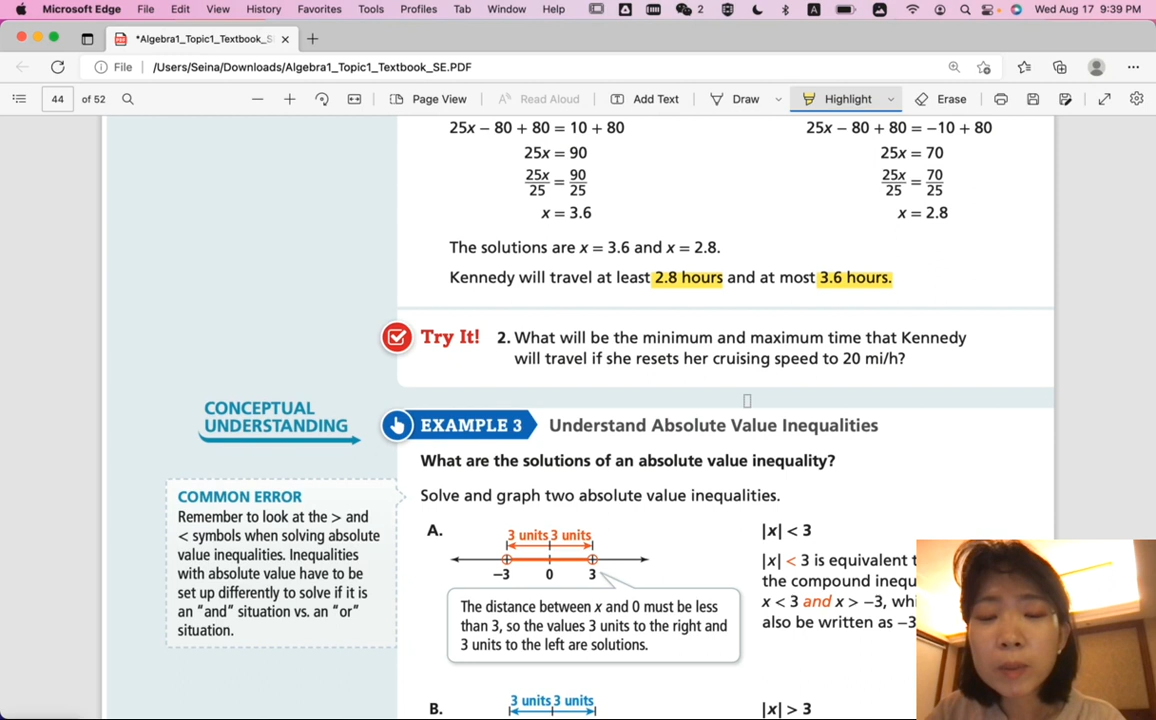 Microsoft Edge File Edit View History Favorites Tools Profiles Tab Window Help 2 A Wed Aug 17 9:39 PM
*Algebra1_Topic1_Textbook_S
File /Users/Seina/Downloads/Algebra1_Topic1_Textbook_SE.PDF
44 of 52 Page View Read Aloud Add Text Draw Highlight Erase
25x − 80 + 80 = 10 + 80
25x = 90
25x/25 = 90/25
x = 3.6
25x − 80 + 80 = −10 + 80
25x = 70
25x/25 = 70/25
x = 2.8
The solutions are x = 3.6 and x = 2.8.
Kennedy will travel at least 2.8 hours and at most 3.6 hours.
Try It! 2. What will be the minimum and maximum time that Kennedy
will travel if she resets her cruising speed to 20 mi/h?
CONCEPTUAL
UNDERSTANDING
EXAMPLE 3 Understand Absolute Value Inequalities
What are the solutions of an absolute value inequality?
COMMON ERROR
Remember to look at the > and
< symbols when solving absolute
value inequalities. Inequalities
with absolute value have to be
set up differently to solve if it is
an “and” situation vs. an “or”
situation.
Solve and graph two absolute value inequalities.
A.
3 units 3 units
−3 0 3
The distance between x and 0 must be less
than 3, so the values 3 units to the right and
3 units to the left are solutions.
|x| < 3
|x| < 3 is equivalent t
the compound inequ
x < 3 and x > −3, whi
also be written as −3
B.
3 units 3 units
|x| > 3